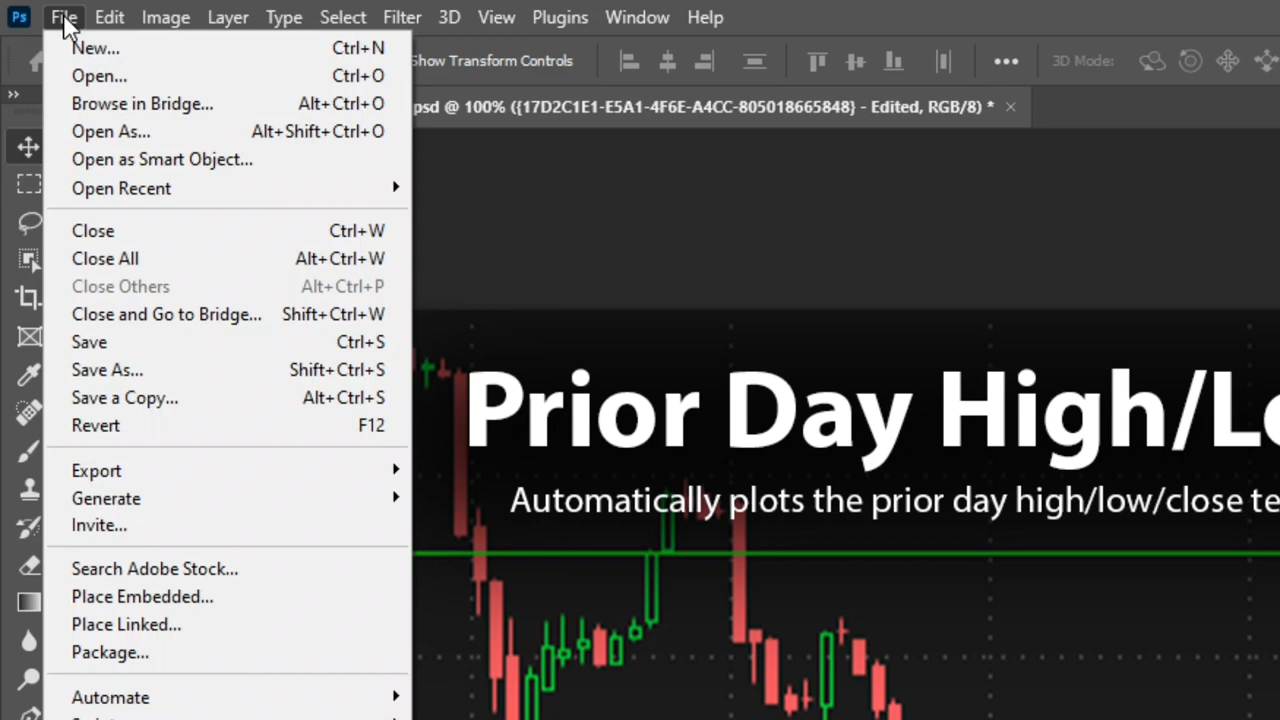 Ps File Edit Image Layer Type Select Filter 3D View Plugins Window Help
Show Transform Controls 3D Mode:
psd @ 100% ({17D2C1E1-E5A1-4F6E-A4CC-805018665848} - Edited, RGB/8) *
New... Ctrl+N
Open... Ctrl+O
Browse in Bridge... Alt+Ctrl+O
Open As... Alt+Shift+Ctrl+O
Open as Smart Object...
Open Recent
Close Ctrl+W
Close All Alt+Ctrl+W
Close Others Alt+Ctrl+P
Close and Go to Bridge... Shift+Ctrl+W
Save Ctrl+S
Save As... Shift+Ctrl+S
Save a Copy... Alt+Ctrl+S
Revert F12
Export
Generate
Invite...
Search Adobe Stock...
Place Embedded...
Place Linked...
Package...
Automate
Prior Day High/Lo
Automatically plots the prior day high/low/close te